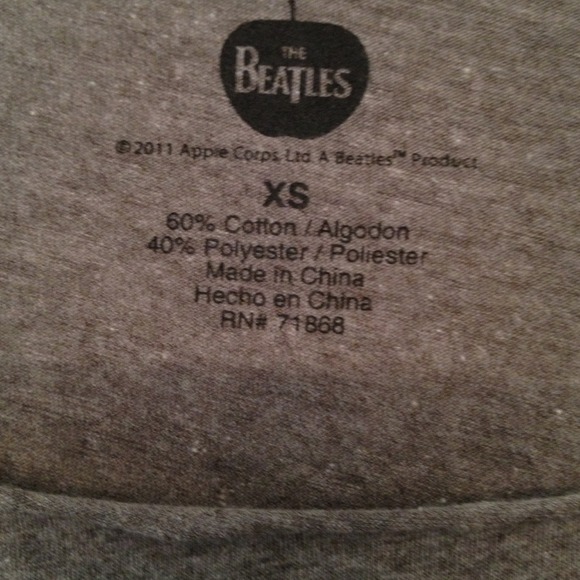 THE
BEATLES
©2011 Apple Corps Ltd. A Beatles™ Product
XS
60% Cotton / Algodon
40% Polyester / Poliester
Made in China
Hecho en China
RN# 71868